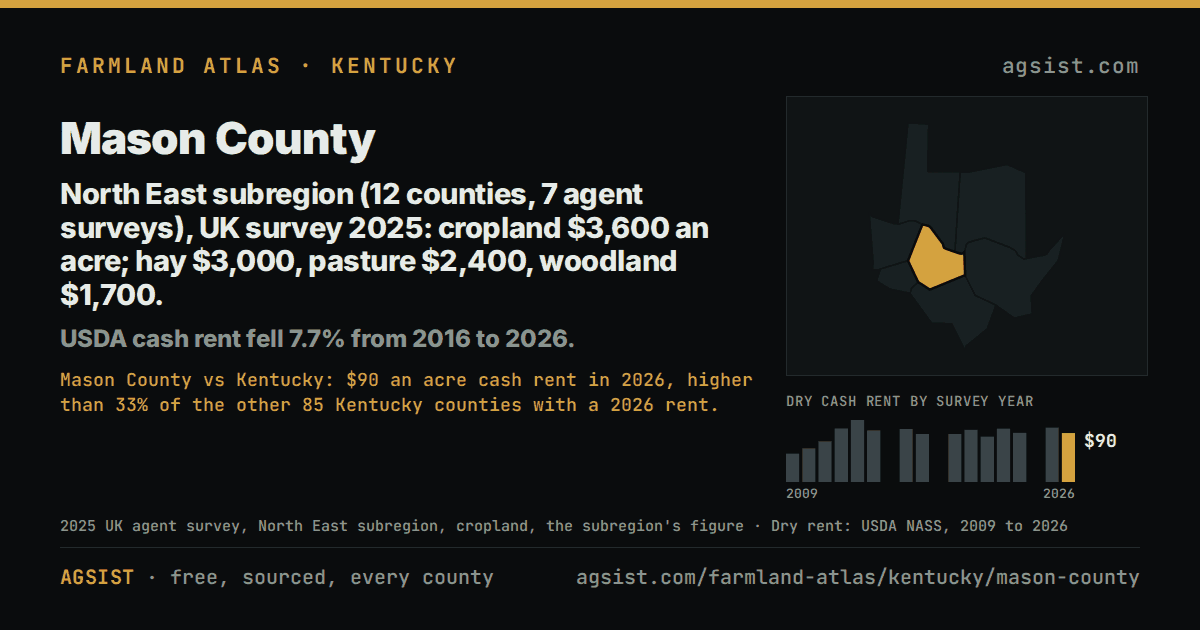 FARMLAND ATLAS · KENTUCKY
agsist.com
Mason County
North East subregion (12 counties, 7 agent
surveys), UK survey 2025: cropland $3,600 an
acre; hay $3,000, pasture $2,400, woodland
$1,700.
USDA cash rent fell 7.7% from 2016 to 2026.
Mason County vs Kentucky: $90 an acre cash rent in 2026, higher
than 33% of the other 85 Kentucky counties with a 2026 rent.
DRY CASH RENT BY SURVEY YEAR
$90
2009
2026
2025 UK agent survey, North East subregion, cropland, the subregion's figure · Dry rent: USDA NASS, 2009 to 2026
AGSIST · free, sourced, every county
agsist.com/farmland-atlas/kentucky/mason-county